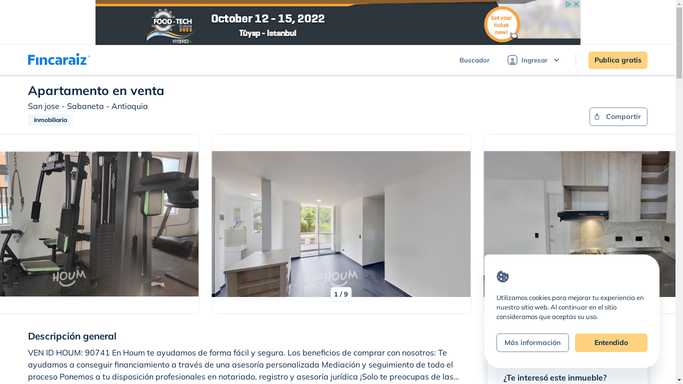 FOOD-TECH
October 12 - 15, 2022
Tüyap - Istanbul
Get your
ticket
now!
Fincaraiz
Buscador
Ingresar
Publica gratis
Apartamento en venta
San jose - Sabaneta - Antioquia
Inmobiliaria
Compartir
HOUM
HOUM
1 / 9
Utilizamos cookies para mejorar tu experiencia en
nuestro sitio web. Al continuar en el sitio
consideramos que aceptas su uso.
Más información
Entendido
Descripción general
VEN ID HOUM: 90741 En Houm te ayudamos de forma fácil y segura. Los beneficios de comprar con nosotros: Te
ayudamos a conseguir financiamiento a través de una asesoría personalizada Mediación y seguimiento de todo el
proceso Ponemos a tu disposición profesionales en notariado, registro y asesoría jurídica ¡Solo te preocupas de las...
¿Te interesó este inmueble?